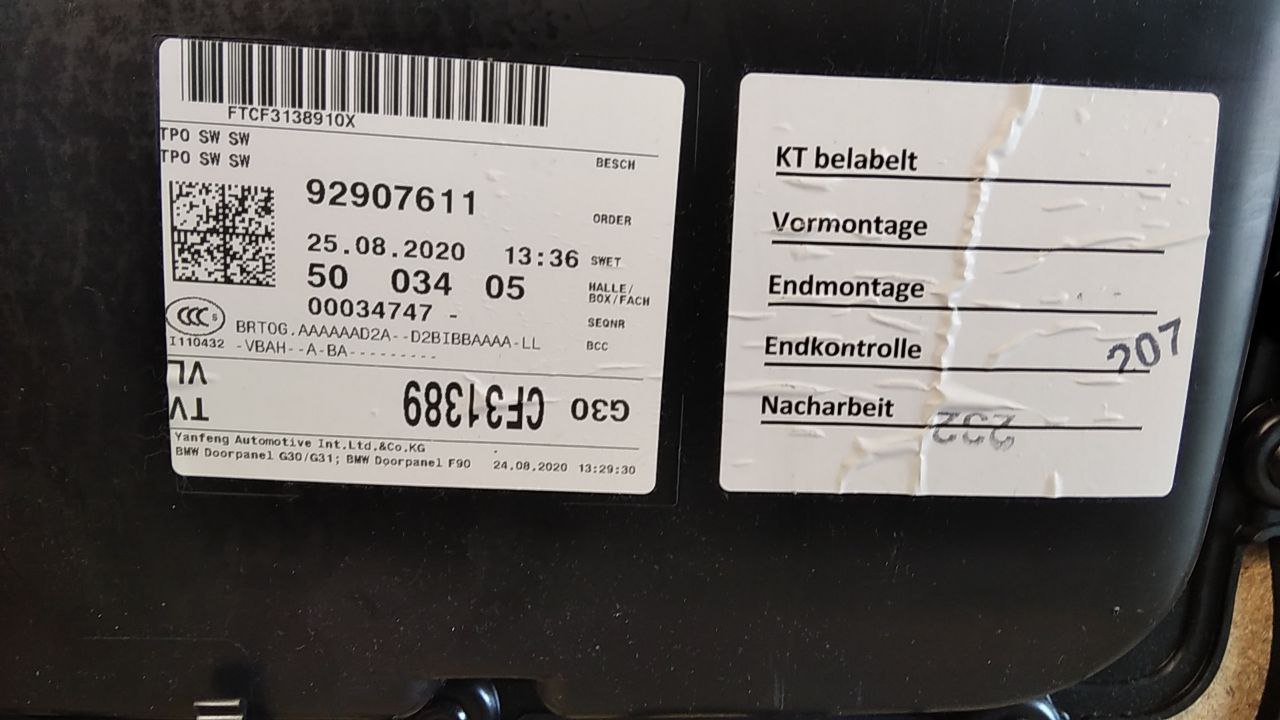 FTCF3138910X
TPO SW SW
TPO SW SW
BESCH
92907611
ORDER
25.08.2020 13:36 SWET
50 034 05 HALLE/
BOX/FACH
00034747 - SEQNR
BRT0G.AAAAAAD2A--D2BIBBAAAA-LL
-VBAH--A-BA--------- BCC
CCC S
I110432
VL
TV
G30 CF31389
Yanfeng Automotive Int.Ltd.&Co.KG
BMW Doorpanel G30/G31; BMW Doorpanel F90 24.08.2020 13:29:30
KT belabelt
Vormontage
Endmontage
Endkontrolle 207
Nacharbeit 232